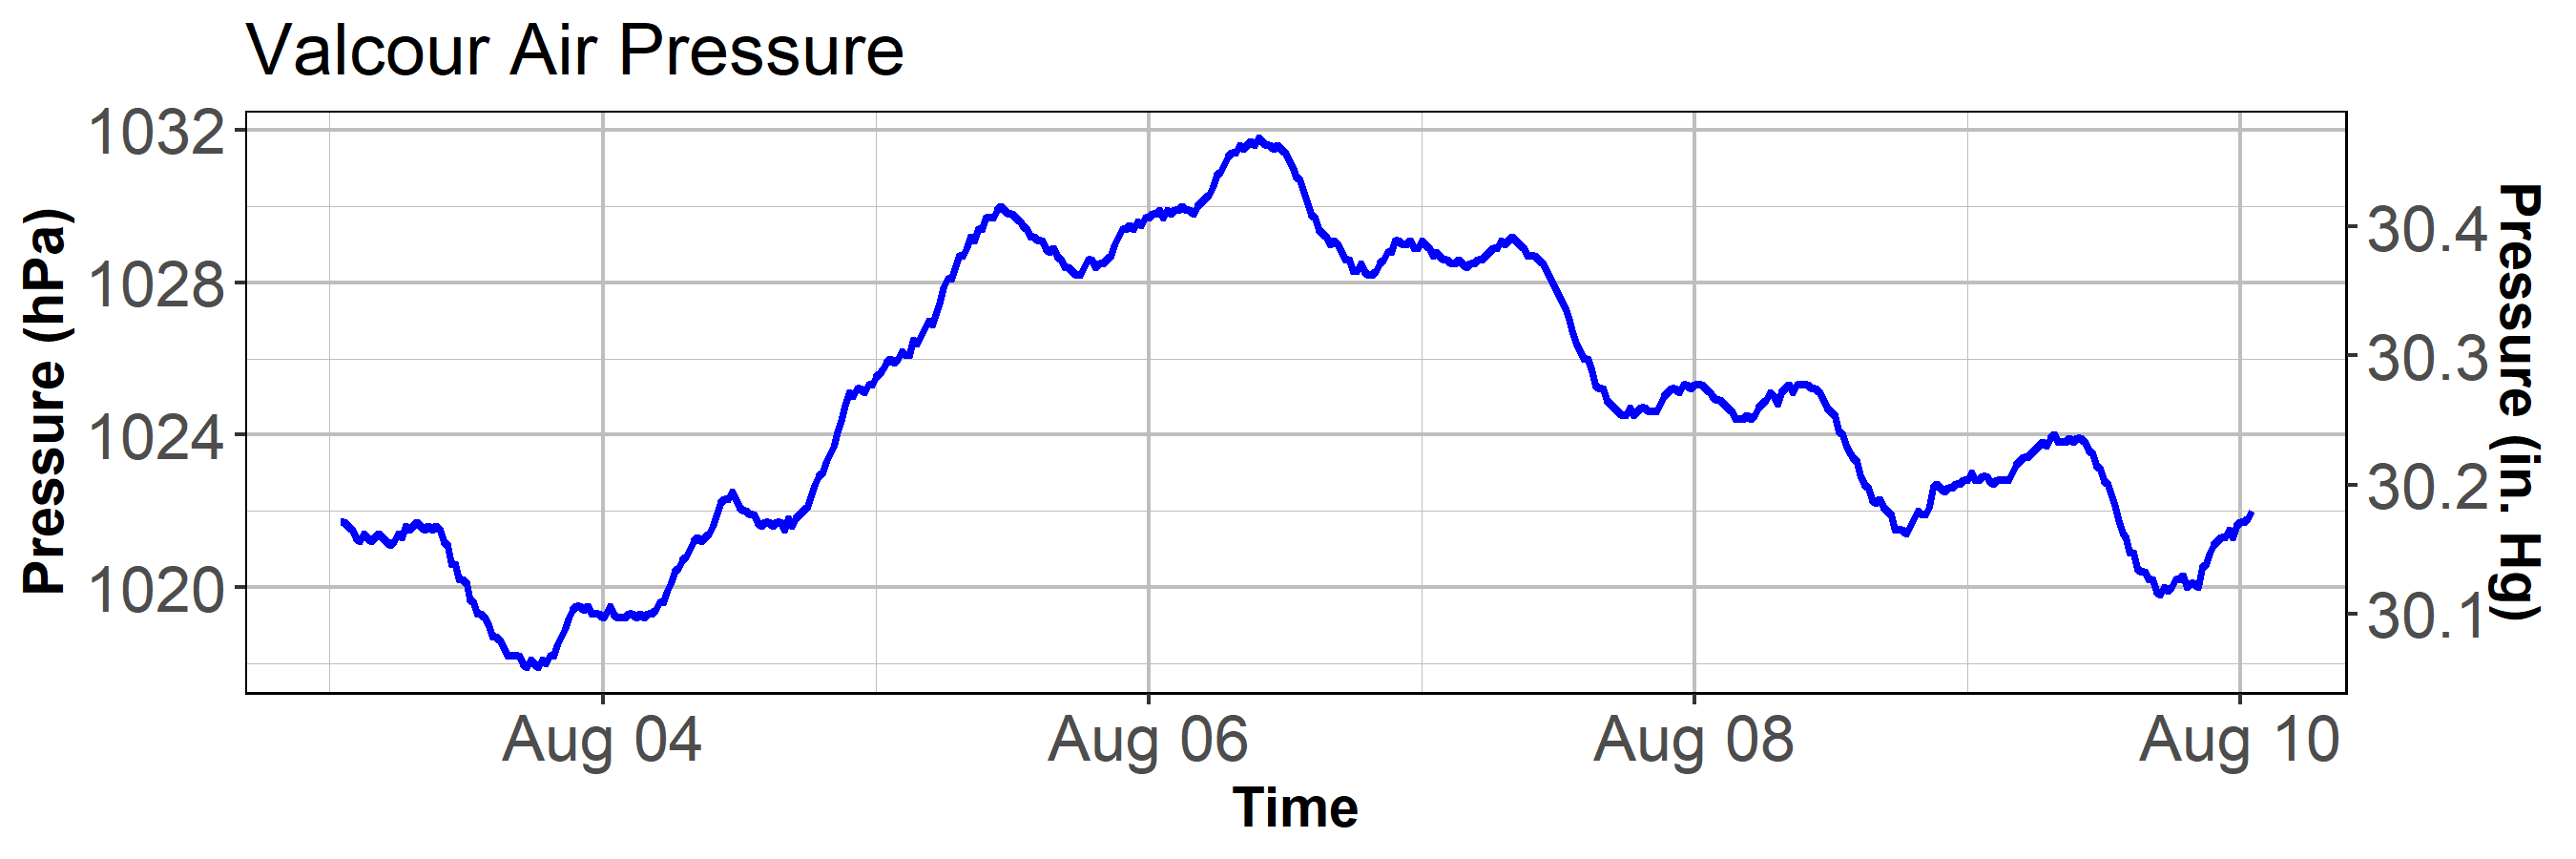 Valcour Air Pressure
Pressure (hPa)
1032
1028
1024
1020
30.4
30.3
30.2
30.1
Pressure (in. Hg)
Aug 04
Aug 06
Aug 08
Aug 10
Time